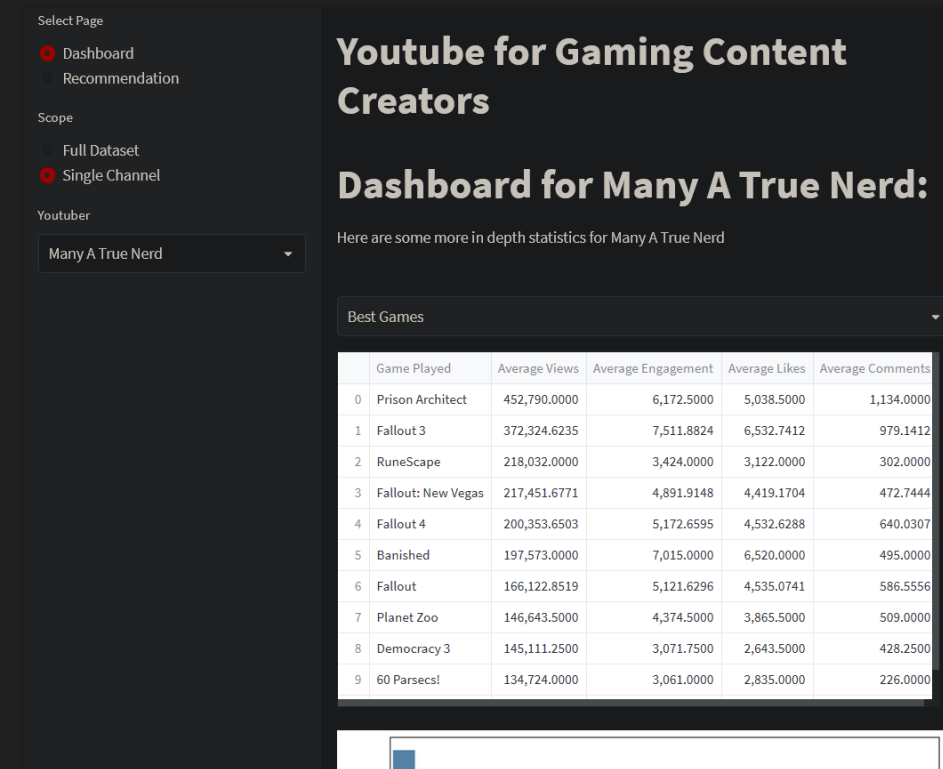 Select Page
Dashboard
Recommendation
Scope
Full Dataset
Single Channel
Youtuber
Many A True Nerd
Youtube for Gaming Content
Creators
Dashboard for Many A True Nerd:
Here are some more in depth statistics for Many A True Nerd
Best Games
Game Played Average Views Average Engagement Average Likes Average Comments
0 Prison Architect 452,790.0000 6,172.5000 5,038.5000 1,134.0000
1 Fallout 3 372,324.6235 7,511.8824 6,532.7412 979.1412
2 RuneScape 218,032.0000 3,424.0000 3,122.0000 302.0000
3 Fallout: New Vegas 217,451.6771 4,891.9148 4,419.1704 472.7444
4 Fallout 4 200,353.6503 5,172.6595 4,532.6288 640.0307
5 Banished 197,573.0000 7,015.0000 6,520.0000 495.0000
6 Fallout 166,122.8519 5,121.6296 4,535.0741 586.5556
7 Planet Zoo 146,643.5000 4,374.5000 3,865.5000 509.0000
8 Democracy 3 145,111.2500 3,071.7500 2,643.5000 428.2500
9 60 Parsecs! 134,724.0000 3,061.0000 2,835.0000 226.0000